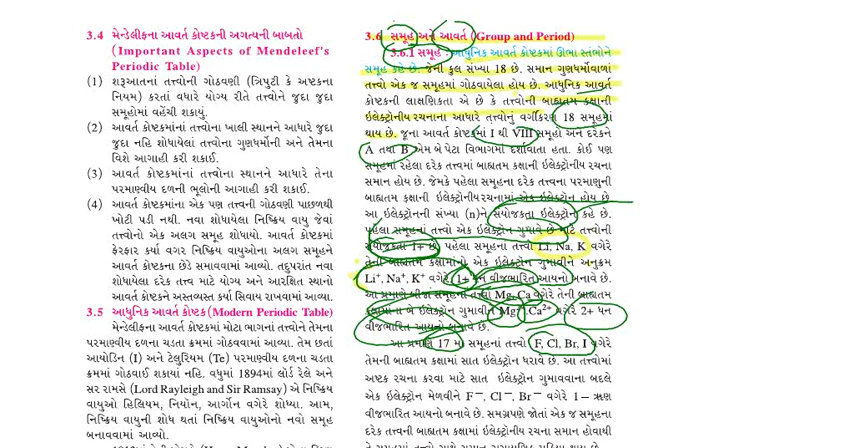 3.4 મેન્ડેલીફના આવર્ત કોષ્ટકની અગત્યની બાબતો
(Important Aspects of Mendeleef's
Periodic Table)
(1) શરૂઆતનાં તત્ત્વોની ગોઠવણી (ત્રિપુટી કે અષ્ટકના
નિયમ) કરતાં વધારે યોગ્ય રીતે તત્ત્વોને જુદા જુદા
સમૂહોમાં વહેંચી શકાયું.
(2) આવર્ત કોષ્ટકમાંનાં તત્ત્વોના ખાલી સ્થાનને આધારે જુદા
જુદા નહિ શોધાયેલાં તત્ત્વોના ગુણધર્મોની અને તેમના
વિશે આગાહી કરી શકાઈ.
(3) આવર્ત કોષ્ટકમાંનાં તત્ત્વોના સ્થાનને આધારે તેના
પરમાણ્વીય દળની ભૂલોની આગાહી કરી શકાઈ.
(4) આવર્ત કોષ્ટકમાંના એક પણ તત્ત્વની ગોઠવણી પાછળથી
ખોટી પડી નથી. નવા શોધાયેલા નિષ્ક્રિય વાયુ જેવાં
તત્ત્વોનો એક અલગ સમૂહ શોધાયો. આવર્ત કોષ્ટકમાં
ફેરફાર કર્યા વગર નિષ્ક્રિય વાયુઓના અલગ સમૂહને
આવર્ત કોષ્ટકના છેડે સમાવવામાં આવ્યો. તદુપરાંત નવા
શોધાયેલા દરેક તત્ત્વ માટે યોગ્ય અને આરક્ષિત સ્થાનો
આવર્ત કોષ્ટકને અસ્તવ્યસ્ત કર્યા સિવાય રાખવામાં આવ્યાં.
3.5 આધુનિક આવર્ત કોષ્ટક (Modern Periodic Table)
મેન્ડેલીફના આવર્ત કોષ્ટકમાં મોટા ભાગનાં તત્ત્વોને તેમના
પરમાણ્વીય દળના ચડતા ક્રમમાં ગોઠવવામાં આવ્યા. તેમ છતાં
આયોડિન (I) અને ટેલુરિયમ (Te) પરમાણ્વીય દળના ચડતા
ક્રમમાં ગોઠવાઈ શકાયાં નહિ. વધુમાં 1894માં લોર્ડ રેલે અને
સર રામસે (Lord Rayleigh and Sir Ramsay) એ નિષ્ક્રિય
વાયુઓ હિલિયમ, નિયોન, આર્ગોન વગેરે શોધ્યા. આમ,
નિષ્ક્રિય વાયુની શોધ થતાં નિષ્ક્રિય વાયુઓનો નવો સમૂહ
બનાવવામાં આવ્યો.
3.6 સમૂહ અને આવર્ત (Group and Period)
3.6.1 સમૂહ : આધુનિક આવર્ત કોષ્ટકમાં ઊભા સ્તંભોને
સમૂહ કહે છે. જેની કુલ સંખ્યા 18 છે. સમાન ગુણધર્મોવાળાં
તત્ત્વો એક જ સમૂહમાં ગોઠવાયેલા હોય છે. આધુનિક આવર્ત
કોષ્ટકની લાક્ષણિકતા એ છે કે તત્ત્વોની બાહ્યતમ કક્ષાની
ઇલેક્ટ્રોનીય રચનાના આધારે તત્ત્વોનું વર્ગીકરણ 18 સમૂહમાં
થાય છે. જૂના આવર્ત કોષ્ટકમાં I થી VIII સમૂહો અને દરેકને
A તથા B એમ બે પેટા વિભાગમાં દર્શાવાતા હતા. કોઈ પણ
સમૂહમાં રહેલા દરેક તત્ત્વમાં બાહ્યતમ કક્ષાની ઇલેક્ટ્રોનીય રચના
સમાન હોય છે. જેમકે પહેલા સમૂહના દરેક તત્ત્વના પરમાણુની
બાહ્યતમ કક્ષાની ઇલેક્ટ્રોનીય રચનામાં એક ઇલેક્ટ્રૉન હોય છે.
આ ઇલેક્ટ્રૉનની સંખ્યા (n)ને સંયોજકતા ઇલેક્ટ્રૉન કહે છે.
પહેલા સમૂહનાં તત્ત્વો એક ઇલેક્ટ્રૉન ગુમાવે છે માટે તત્ત્વોની
સંયોજકતા 1+ છે. પહેલા સમૂહના તત્ત્વો Li, Na, K વગેરે
તેની બાહ્યતમ કક્ષામાંનો એક ઇલેક્ટ્રૉન ગુમાવીને અનુક્રમે
Li⁺, Na⁺, K⁺ વગેરે 1+ ધન વીજભારિત આયનો બનાવે છે.
આ પ્રમાણે બીજા સમૂહનાં તત્ત્વો Mg, Ca વગેરે તેની બાહ્યતમ
કક્ષામાંના બે ઇલેક્ટ્રૉન ગુમાવીને Mg²⁺, Ca²⁺ વગેરે 2+ ધન
વીજભારિત આયનો બનાવે છે.
આ પ્રમાણે 17 મા સમૂહનાં તત્ત્વો F, Cl, Br, I વગેરે
તેમની બાહ્યતમ કક્ષામાં સાત ઇલેક્ટ્રૉન ધરાવે છે. આ તત્ત્વોમાં
અષ્ટક રચના કરવા માટે સાત ઇલેક્ટ્રૉન ગુમાવવાના બદલે
એક ઇલેક્ટ્રૉન મેળવીને F⁻, Cl⁻, Br⁻ વગેરે 1− ઋણ
વીજભારિત આયનો બનાવે છે. સમગ્રપણે જોતાં એક જ સમૂહના
દરેક તત્ત્વની બાહ્યતમ કક્ષામાં ઇલેક્ટ્રૉનીય રચના સમાન હોવાથી